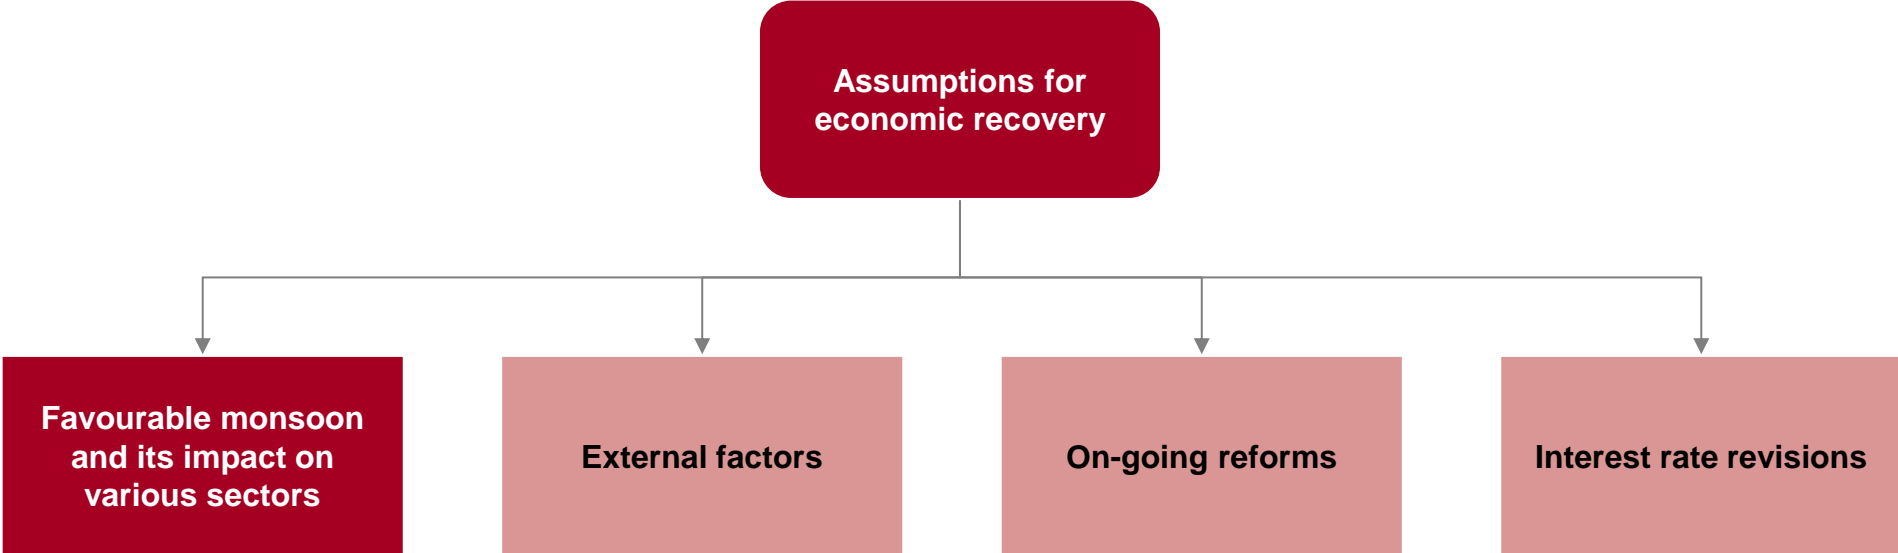 Assumptions for
economic recovery
Favourable monsoon
and its impact on
various sectors
External factors
On-going reforms
Interest rate revisions